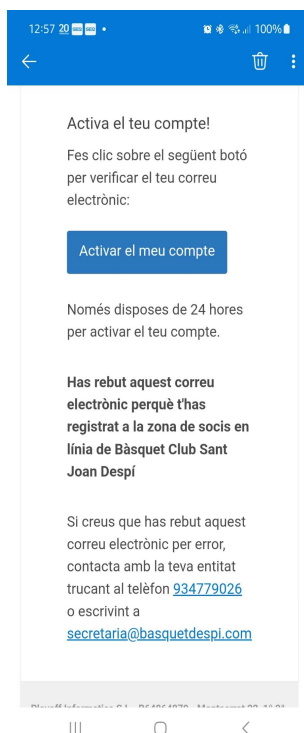 12:57 20
100%
Activa el teu compte!
Fes clic sobre el següent botó
per verificar el teu correu
electrònic:
Activar el meu compte
Només disposes de 24 hores
per activar el teu compte.
Has rebut aquest correu
electrònic perquè t'has
registrat a la zona de socis en
línia de Bàsquet Club Sant
Joan Despí
Si creus que has rebut aquest
correu electrònic per error,
contacta amb la teva entitat
trucant al telèfon 934779026
o escrivint a
secretaria@basquetdespi.com